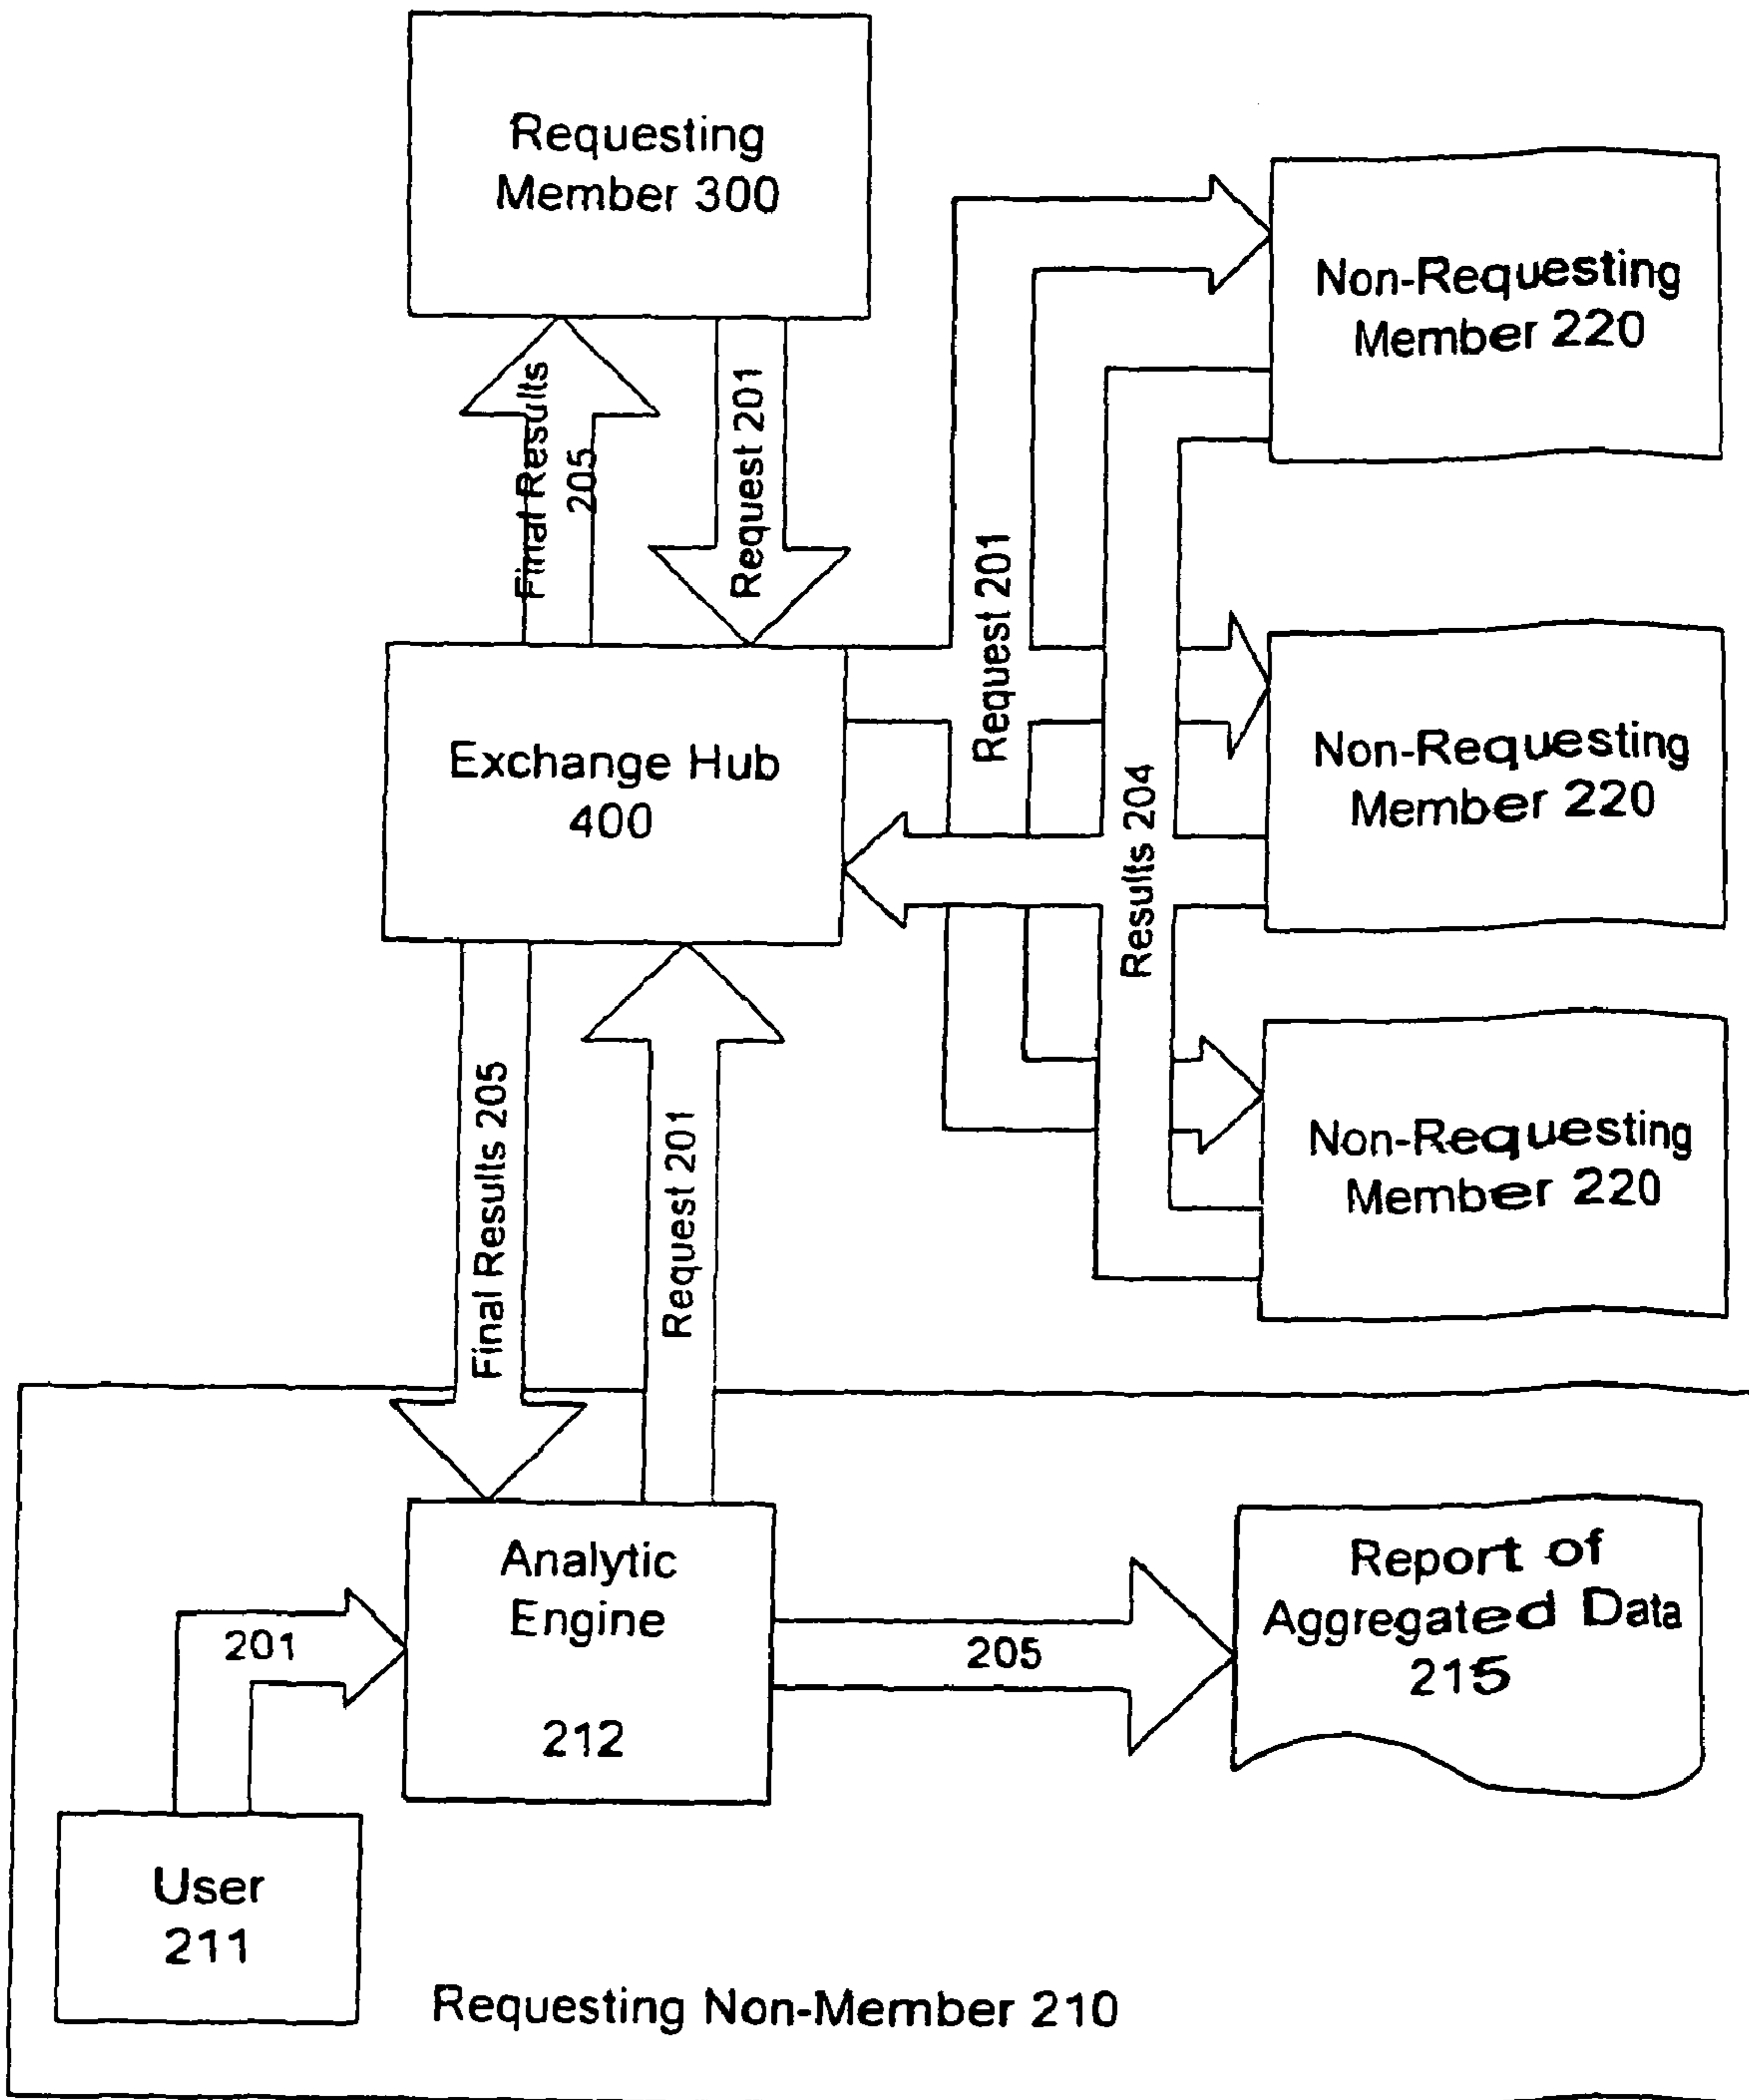 Requesting
Member 300
Non-Requesting
Member 220
Final Results
205
Request 201
Request 201
Exchange Hub
400
Non-Requesting
Member 220
Results 204
Non-Requesting
Member 220
Final Results 205
Request 201
Analytic
Engine
212
201
205
Report of
Aggregated Data
215
User
211
Requesting Non-Member 210